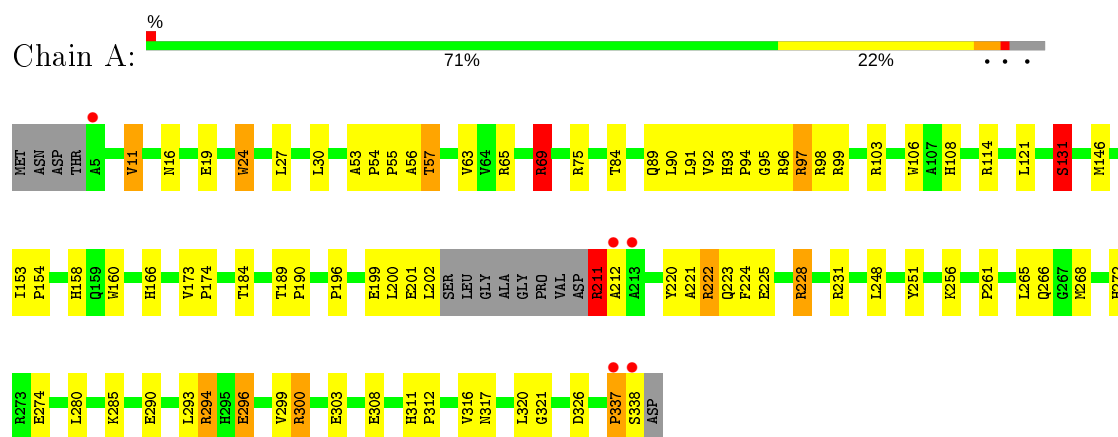 %
Chain A:
71% 22%
MET ASN ASP THR A5 V11 N16 E19 W24 L27 L30 A53 P54 P55 A56 T57 V63 V64 R65 R69 R75 T84 Q89 L90 L91 V92 H93 P94 G95 R96 R97 R98 R99 R103 W106 A107 H108 R114 L121 S131 M146
I153 P154 H158 Q159 W160 H166 V173 P174 T184 T189 P190 P196 E199 L200 E201 L202 SER LEU GLY ALA GLY PRO VAL ASP R211 A212 A213 Y220 A221 R222 Q223 F224 E225 R228 R231 L248 Y251 K256 P261 L265 Q266 G267 M268 H272
R273 E274 L280 K285 E290 L293 R294 H295 E296 V299 R300 E303 E308 H311 P312 V316 N317 L320 G321 D326 P337 S338 ASP